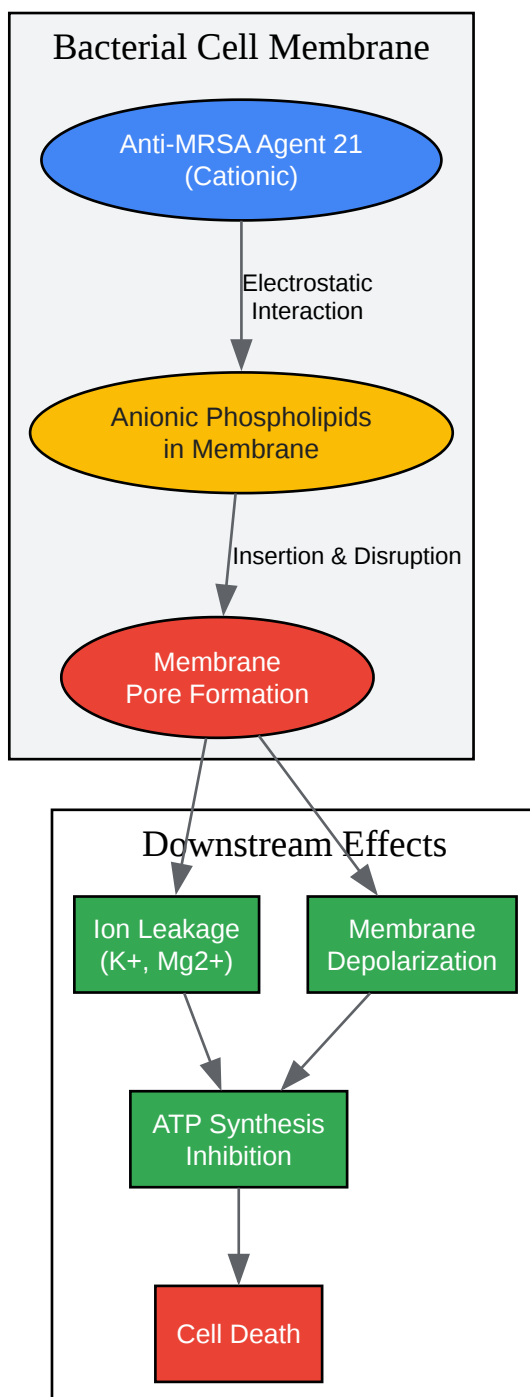 Bacterial Cell Membrane
Anti-MRSA Agent 21
(Cationic)
Electrostatic
Interaction
Anionic Phospholipids
in Membrane
Insertion & Disruption
Membrane
Pore Formation
Downstream Effects
Ion Leakage
(K+, Mg2+)
Membrane
Depolarization
ATP Synthesis
Inhibition
Cell Death